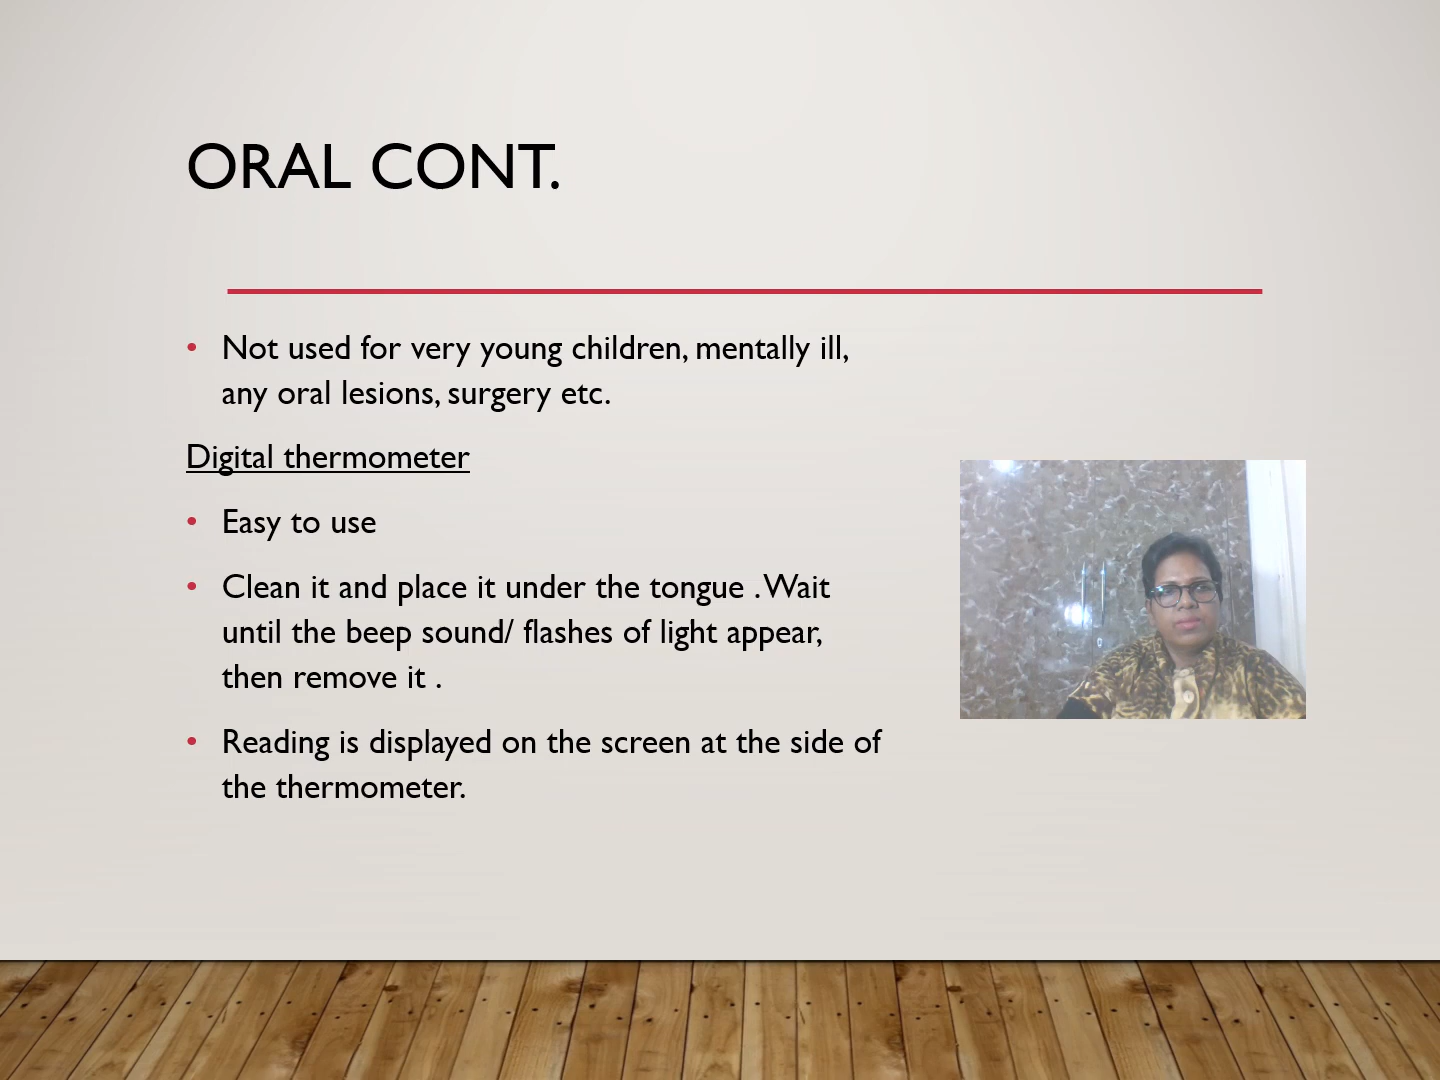 ORAL CONT.
• Not used for very young children, mentally ill,
any oral lesions, surgery etc.
Digital thermometer
• Easy to use
• Clean it and place it under the tongue . Wait
until the beep sound/ flashes of light appear,
then remove it .
• Reading is displayed on the screen at the side of
the thermometer.